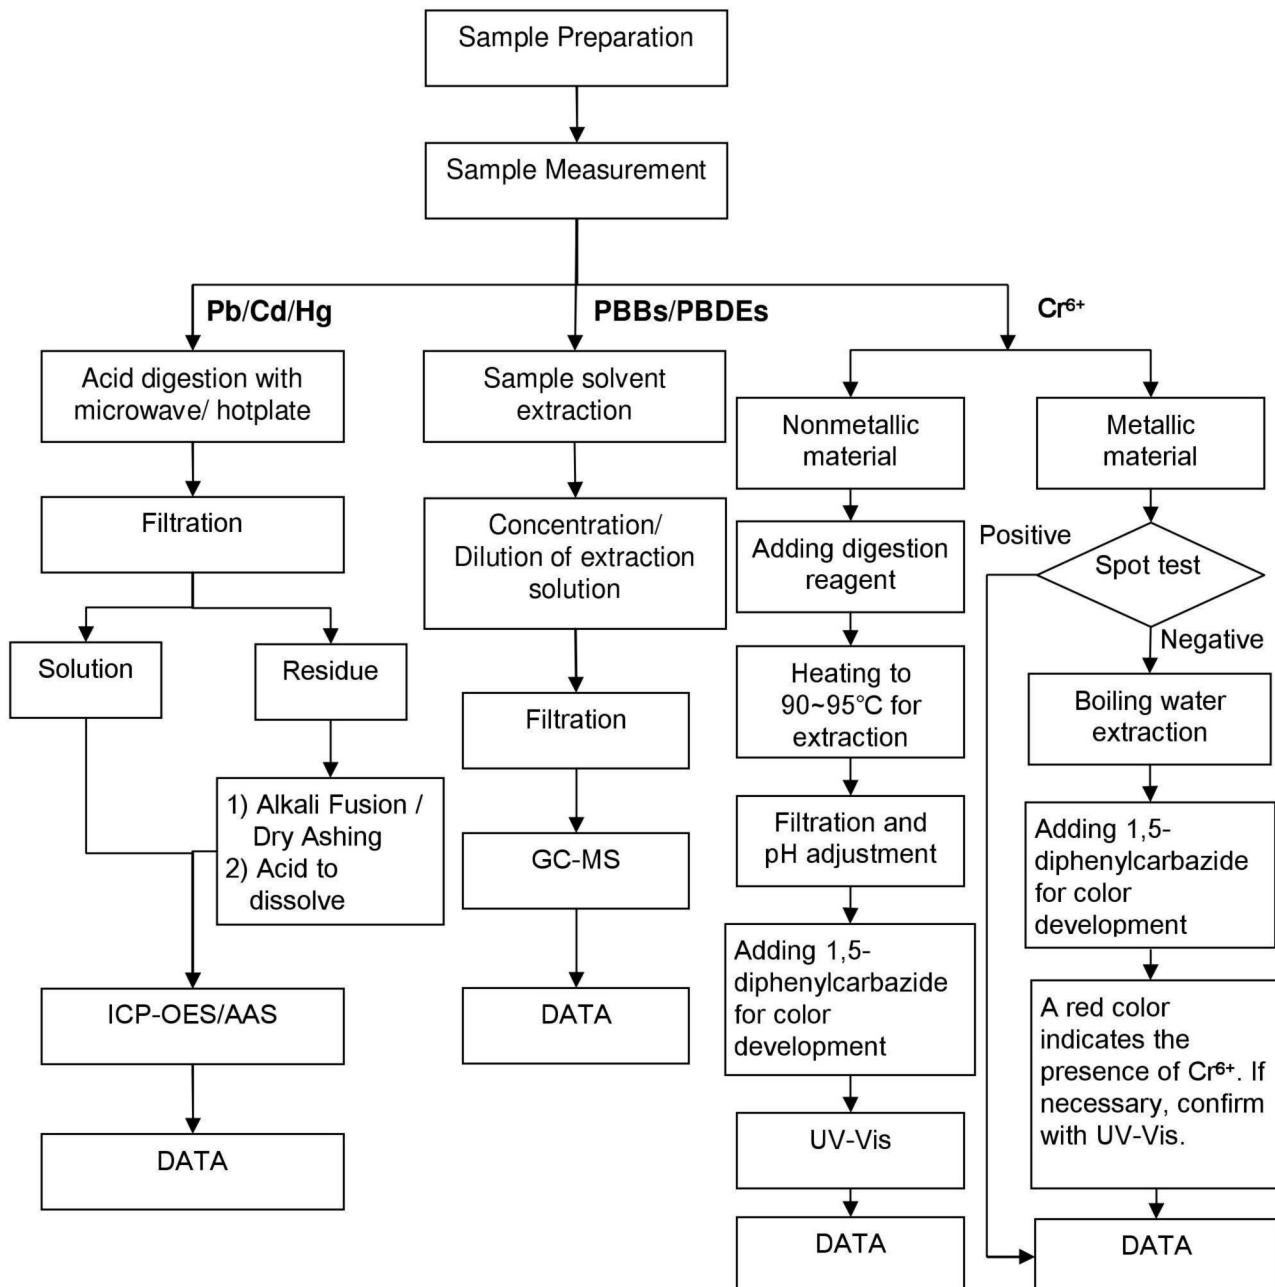 Sample Preparation
Sample Measurement
Pb/Cd/Hg
Acid digestion with
microwave/ hotplate
Filtration
Solution
Residue
1) Alkali Fusion /
Dry Ashing
2) Acid to
dissolve
ICP-OES/AAS
DATA
PBBs/PBDEs
Sample solvent
extraction
Concentration/
Dilution of extraction
solution
Filtration
GC-MS
DATA
Cr⁶⁺
Nonmetallic
material
Adding digestion
reagent
Heating to
90~95℃ for
extraction
Filtration and
pH adjustment
Adding 1,5-
diphenylcarbazide
for color
development
UV-Vis
DATA
Metallic
material
Spot test
Positive
Negative
Boiling water
extraction
Adding 1,5-
diphenylcarbazide
for color
development
A red color
indicates the
presence of Cr⁶⁺. If
necessary, confirm
with UV-Vis.
DATA